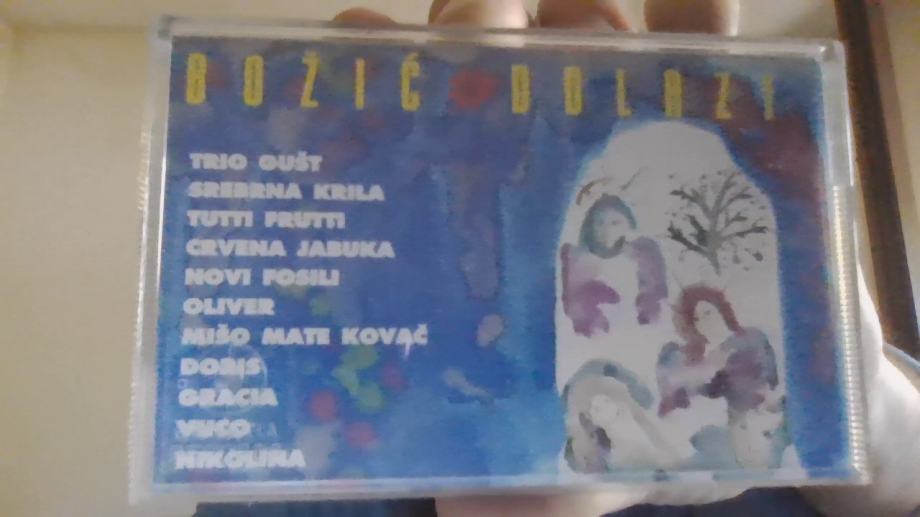 BOŽIĆ DOLAZI
TRIO GUŠT
SREBRNA KRILA
TUTTI FRUTTI
CRVENA JABUKA
NOVI FOSILI
OLIVER
MIŠO MATE KOVAČ
DORIS
GRACIA
VUCO
NIKOLINA